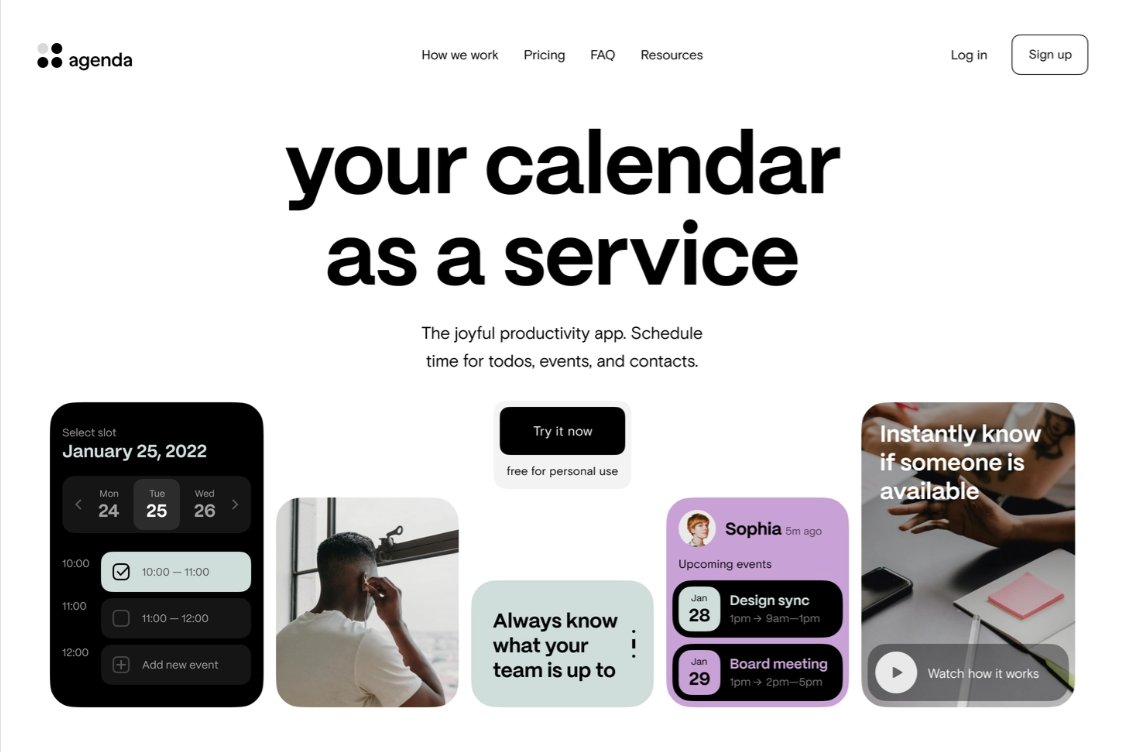 agenda
How we work
Pricing
FAQ
Resources
Log in
Sign up
your calendar
as a service
The joyful productivity app. Schedule
time for todos, events, and contacts.
Select slot
January 25, 2022
Mon
24
Tue
25
Wed
26
10:00
10:00 — 11:00
11:00
11:00 — 12:00
12:00
Add new event
Try it now
free for personal use
Always know
what your
team is up to
Sophia 5m ago
Upcoming events
Jan
28
Design sync
1pm → 9am—1pm
Jan
29
Board meeting
1pm → 2pm—5pm
Instantly know
if someone is
available
Watch how it works